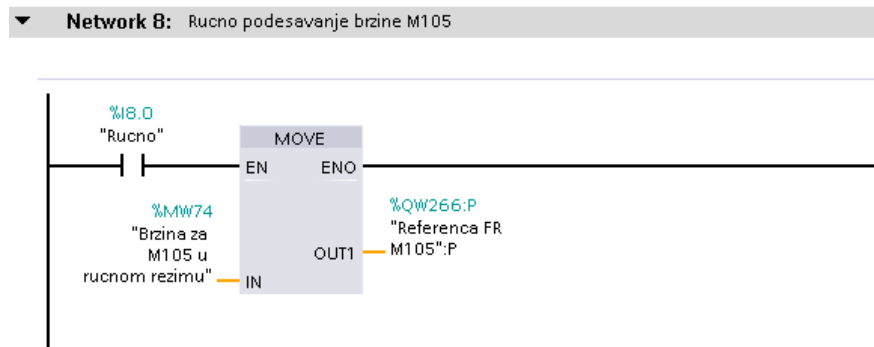 Network 8: Rucno podesavanje brzine M105
%I8.0
"Rucno"
MOVE
EN ENO
%MW74
"Brzina za
M105 u
rucnom rezimu"
IN
OUT1
%QW266:P
"Referenca FR
M105":P